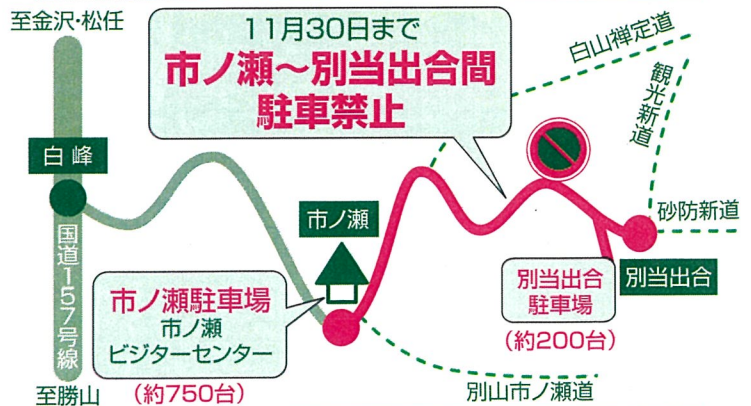 至金沢・松任
11月30日まで
市ノ瀬～別当出合間
駐車禁止
白山禅定道
観光新道
白峰
国道157号線
市ノ瀬
砂防新道
市ノ瀬駐車場
市ノ瀬
ビジターセンター
(約750台)
別当出合
駐車場
(約200台)
別当出合
至勝山
別山市ノ瀬道